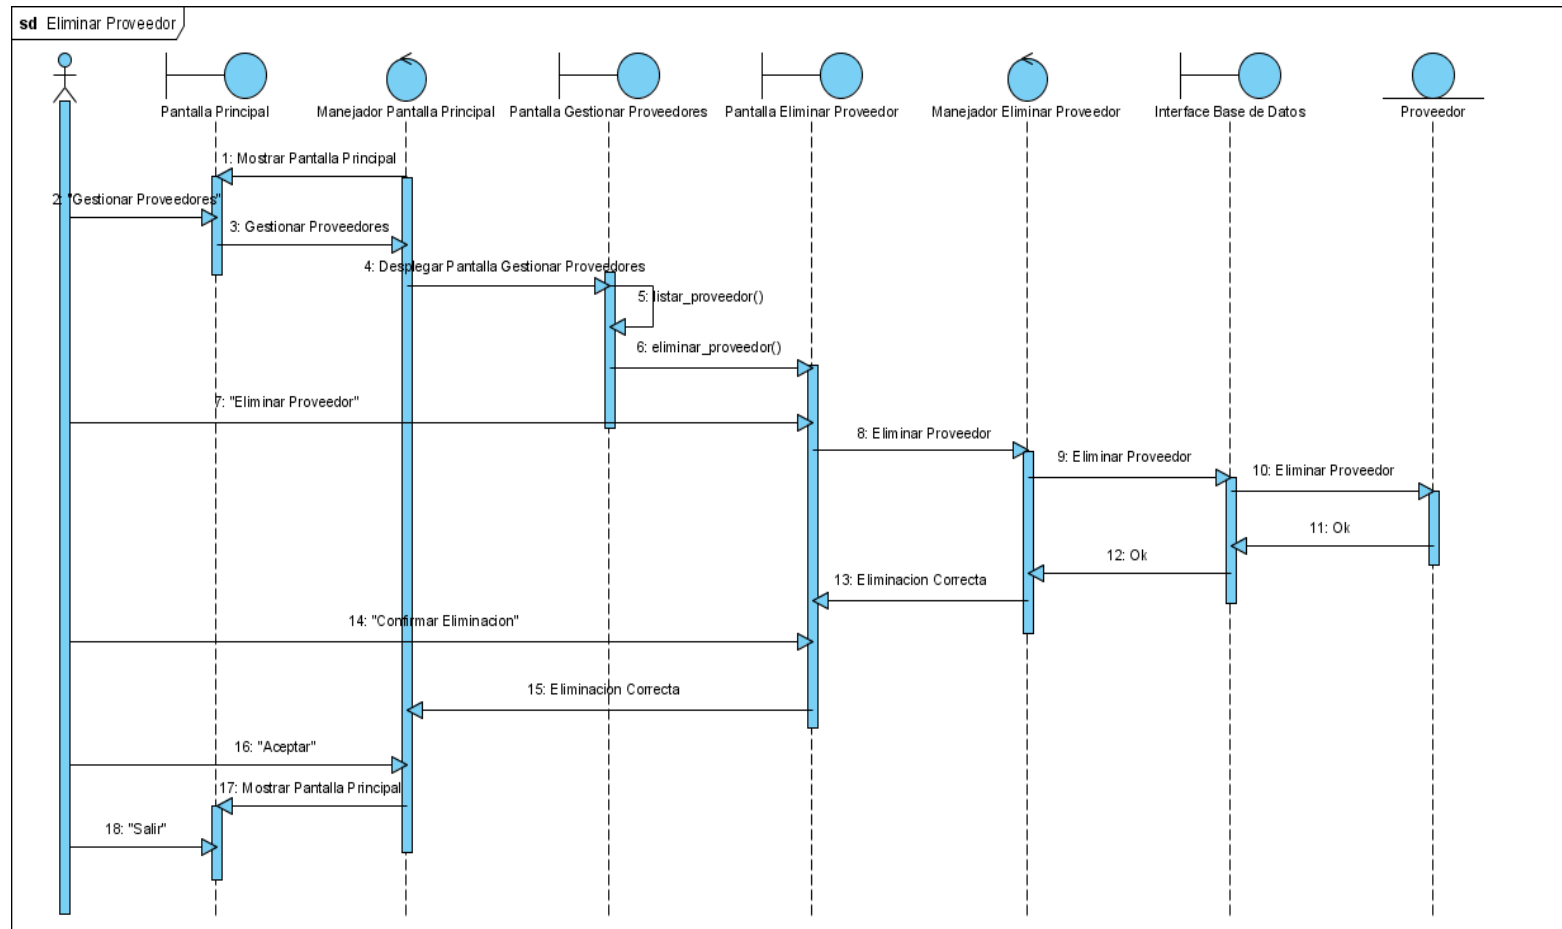 sd Eliminar Proveedor
Pantalla Principal
Manejador Pantalla Principal
Pantalla Gestionar Proveedores
Pantalla Eliminar Proveedor
Manejador Eliminar Proveedor
Interface Base de Datos
Proveedor
1: Mostrar Pantalla Principal
2: "Gestionar Proveedores"
3: Gestionar Proveedores
4: Desplegar Pantalla Gestionar Proveedores
5: listar_proveedor()
6: eliminar_proveedor()
7: "Eliminar Proveedor"
8: Eliminar Proveedor
9: Eliminar Proveedor
10: Eliminar Proveedor
11: Ok
12: Ok
13: Eliminacion Correcta
14: "Confirmar Eliminacion"
15: Eliminacion Correcta
16: "Aceptar"
17: Mostrar Pantalla Principal
18: "Salir"